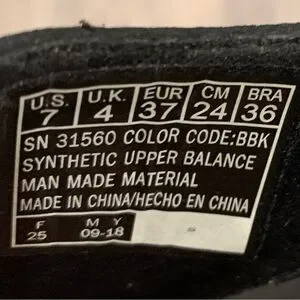 U.S. U.K. EUR CM BRA
7 4 37 24 36
SN 31560 COLOR CODE:BBK
SYNTHETIC UPPER BALANCE
MAN MADE MATERIAL
MADE IN CHINA/HECHO EN CHINA
F M Y
25 09-18